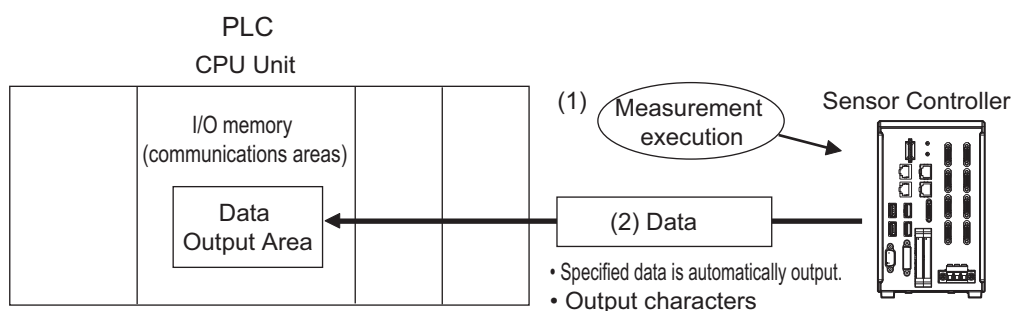 PLC
CPU Unit
I/O memory
(communications areas)
Data
Output Area
(1)
Measurement
execution
Sensor Controller
(2) Data
• Specified data is automatically output.
• Output characters